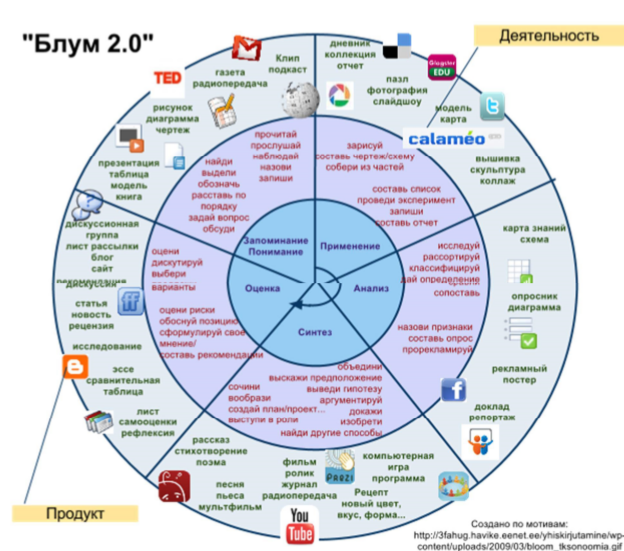 "Блум 2.0"
Деятельность
TED
газета
радиопередача
Клип
подкаст
дневник
коллекция
отчет
Glogster
EDU
пазл
фотография
слайдшоу
модель
карта
calaméo
вышивка
скульптура
коллаж
рисунок
диаграмма
чертеж
презентация
таблица
модель
книга
прочитай
прослушай
наблюдай
назови
запиши
найди
выдели
обозначь
расставь по
порядку
задай вопрос
обсуди
зарисуй
составь чертеж/схему
собери из частей
составь список
проведи эксперимент
запиши
составь отчет
Запоминание
Понимание
Применение
Оценка
Анализ
Синтез
дискуссионная
группа
лист рассылки
блог
сайт
дискуссия
статья
новость
рецензия
исследование
эссе
сравнительная
таблица
лист
самооценки
рефлексия
оцени
дискутируй
выбери
варианты
оцени риски
обоснуй позицию
сформулируй свое
мнение/
составь рекомендации
исследуй
рассортируй
классифицируй
дай определение
сравни
сопоставь
назови признаки
составь опрос
прорекламируй
карта знаний
схема
опросник
диаграмма
рекламный
постер
доклад
репортаж
объедини
выскажи предположение
выведи гипотезу
аргументируй
докажи
изобрети
найди другие способы
сочини
вообрази
создай план/проект...
выступи в роли
рассказ
стихотворение
поэма
песня
пьеса
мультфильм
фильм
ролик
журнал
радиопередача
PREZI
компьютерная
игра
программа
Рецепт
новый цвет,
вкус, форма...
You
Tube
Продукт
Создано по мотивам:
http://3fahug.havike.eenet.ee/yhiskirjutamine/wp-
content/uploads/2009/03/bloom_tksonoomia.gif